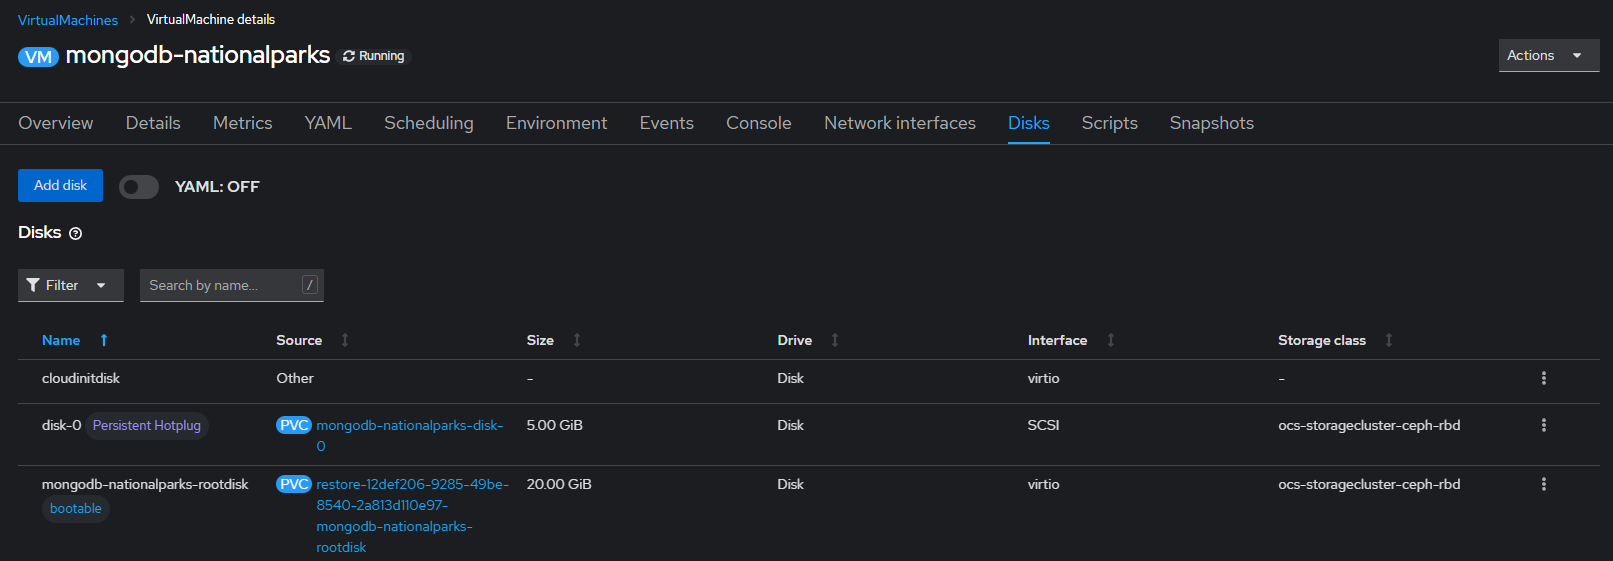 VirtualMachines > VirtualMachine details
VM mongodb-nationalparks Running
Actions
Overview Details Metrics YAML Scheduling Environment Events Console Network interfaces Disks Scripts Snapshots
Add disk YAML: OFF
Disks
Filter Search by name... /
Name Source Size Drive Interface Storage class
cloudinitdisk Other - Disk virtio -
disk-0 Persistent Hotplug PVC mongodb-nationalparks-disk- 5.00 GiB Disk SCSI ocs-storagecluster-ceph-rbd
0
mongodb-nationalparks-rootdisk PVC restore-12def206-9285-49be- 20.00 GiB Disk virtio ocs-storagecluster-ceph-rbd
bootable 8540-2a813d110e97-
mongodb-nationalparks-
rootdisk